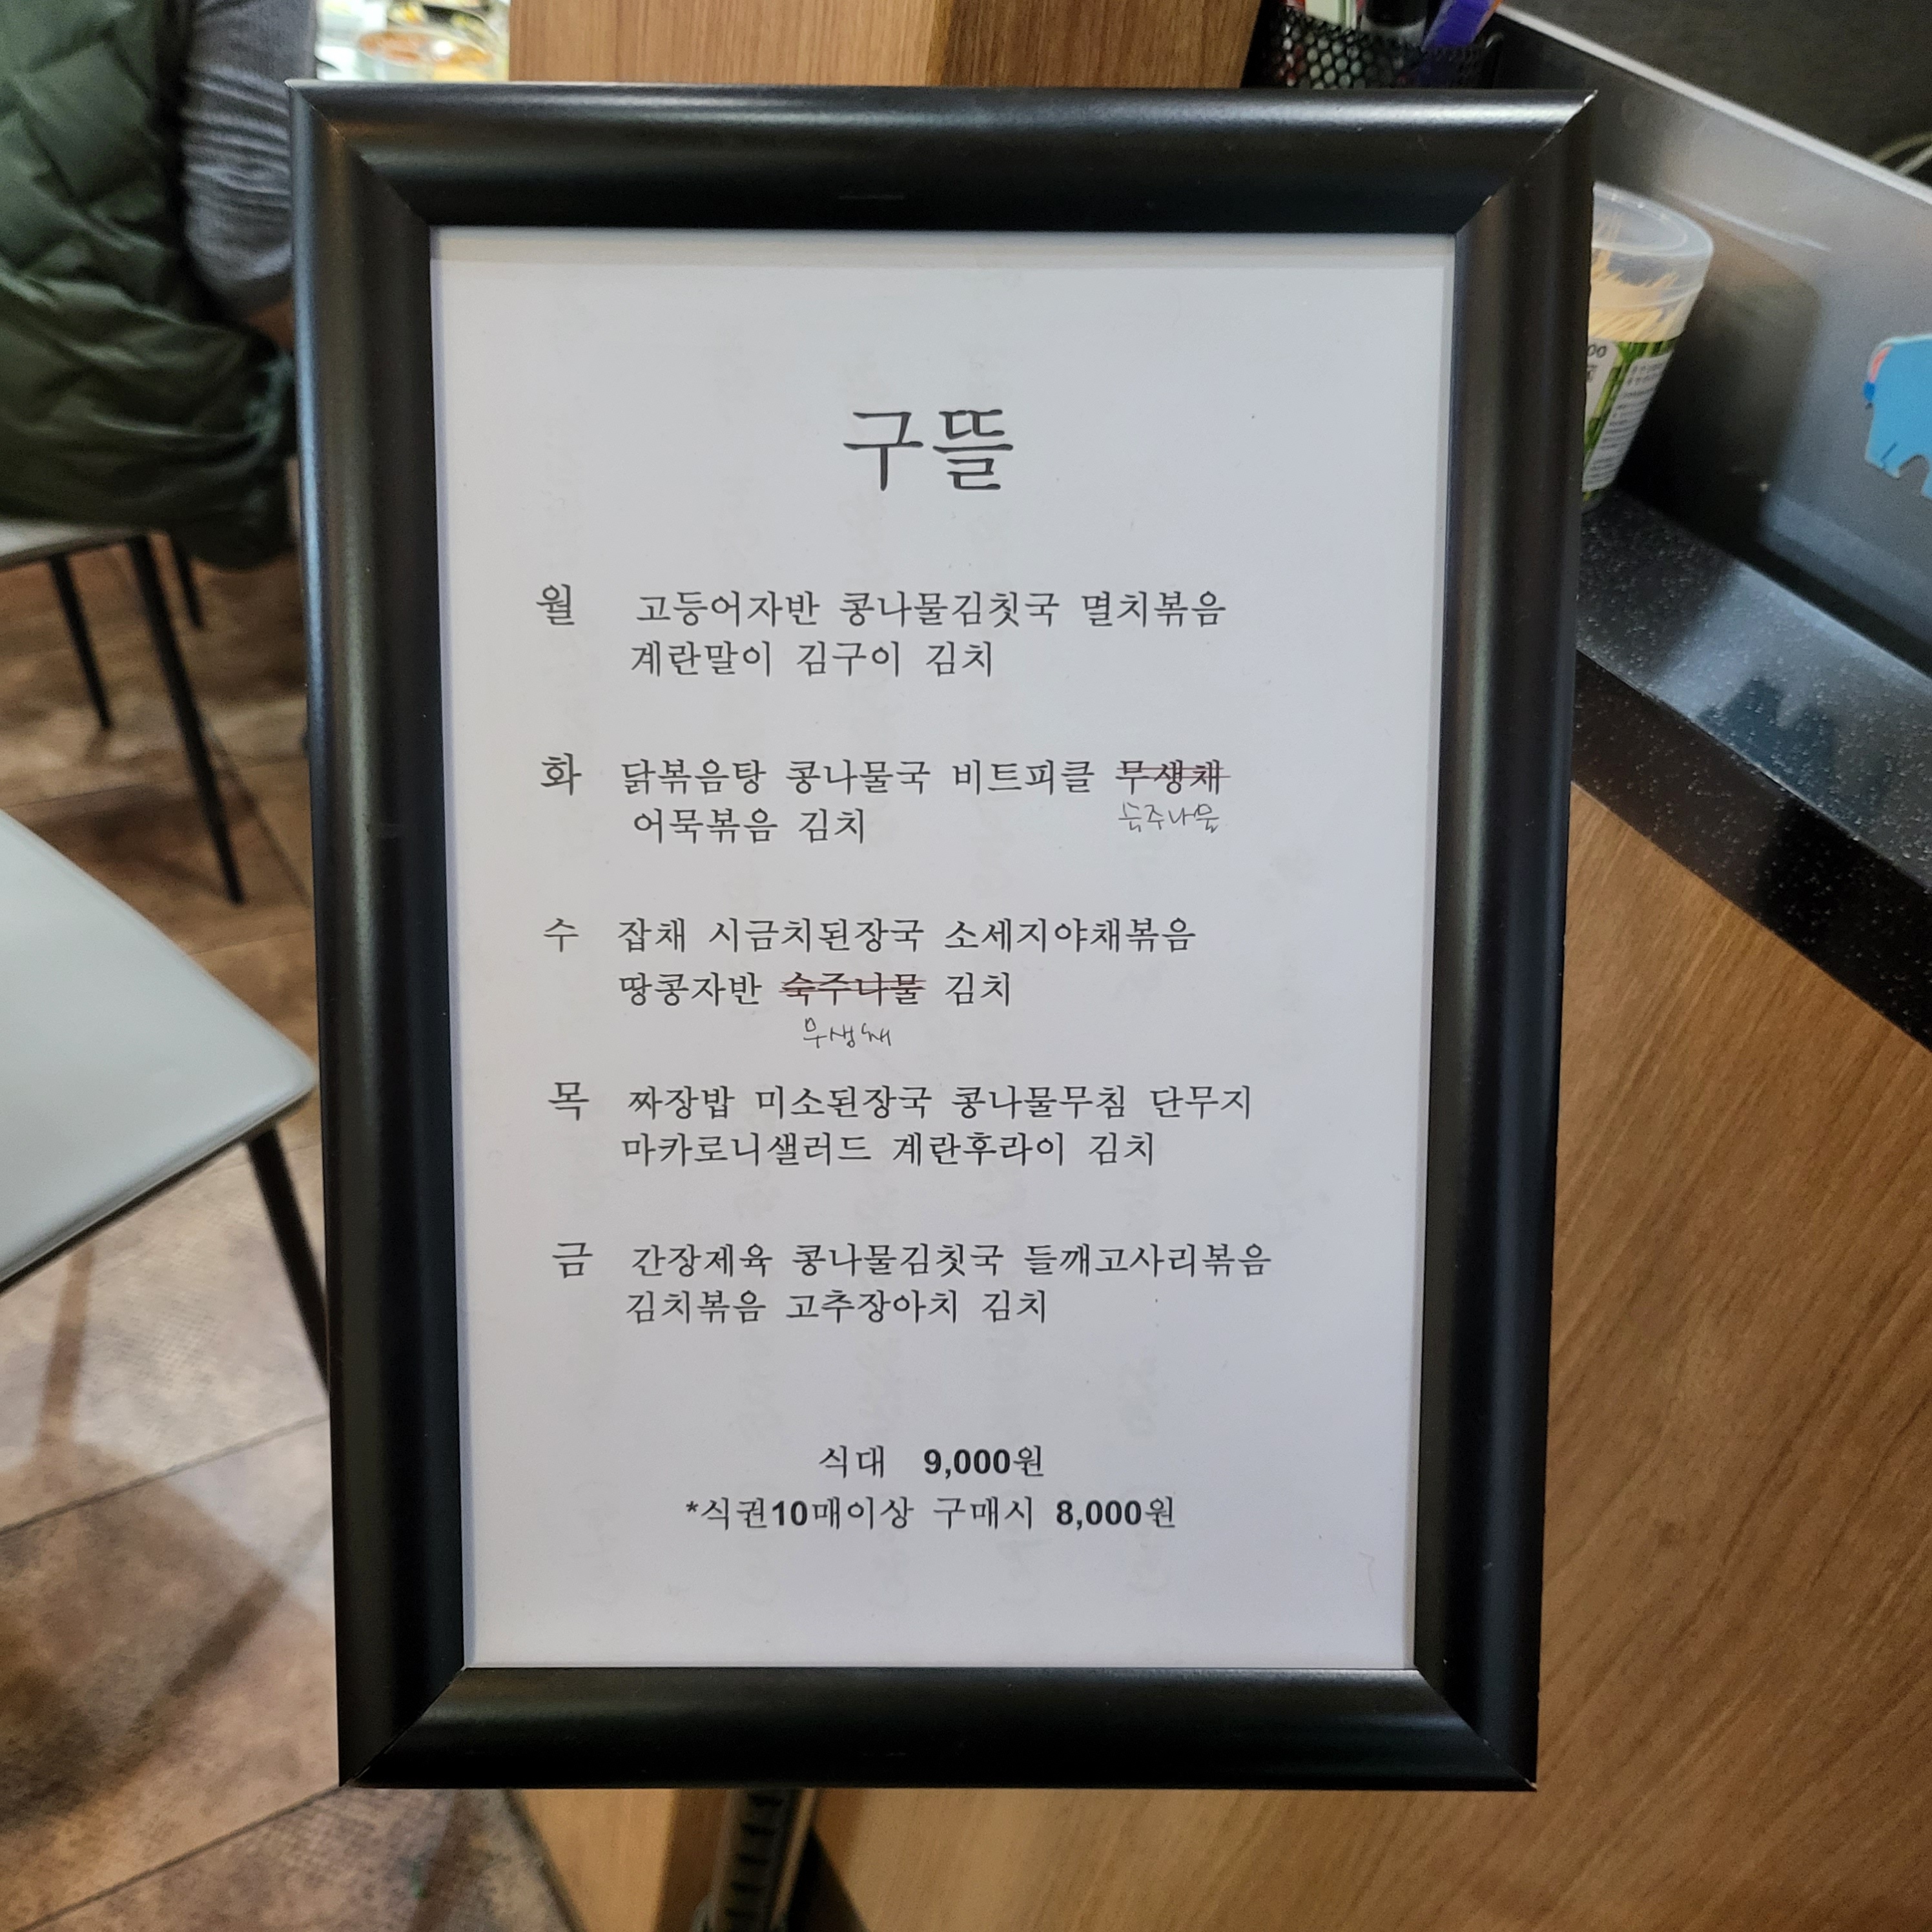 구뜰
월 고등어자반 콩나물김칫국 멸치볶음
계란말이 김구이 김치
화 닭볶음탕 콩나물국 비트피클 무생채
숙주나물
어묵볶음 김치
수 잡채 시금치된장국 소세지야채볶음
땅콩자반 숙주나물 김치
무생채
목 짜장밥 미소된장국 콩나물무침 단무지
마카로니샐러드 계란후라이 김치
금 간장제육 콩나물김칫국 들깨고사리볶음
김치볶음 고추장아치 김치
식대 9,000원
*식권10매이상 구매시 8,000원